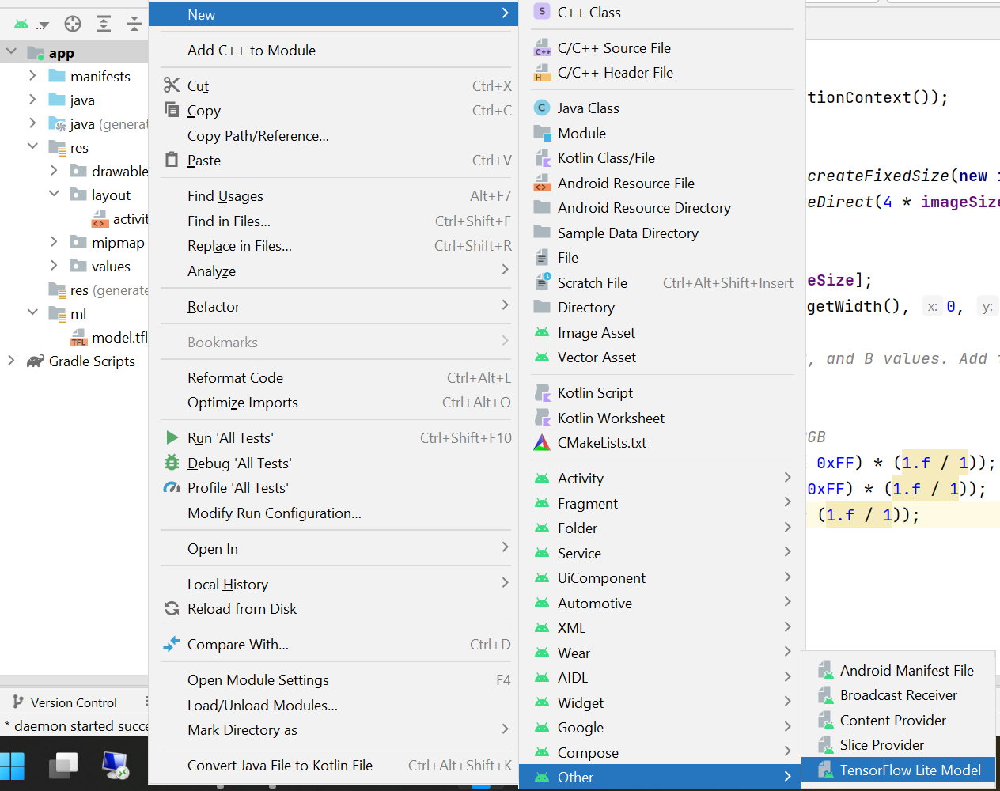 app
manifests
java
java (generat
res
drawable
layout
activit
mipmap
values
res (generate
ml
model.tfl
Gradle Scripts
Version Control
* daemon started succe
New
Add C++ to Module
Cut Ctrl+X
Copy Ctrl+C
Copy Path/Reference...
Paste Ctrl+V
Find Usages Alt+F7
Find in Files... Ctrl+Shift+F
Replace in Files... Ctrl+Shift+R
Analyze
Refactor
Bookmarks
Reformat Code Ctrl+Alt+L
Optimize Imports Ctrl+Alt+O
Run 'All Tests' Ctrl+Shift+F10
Debug 'All Tests'
Profile 'All Tests'
Modify Run Configuration...
Open In
Local History
Reload from Disk
Compare With... Ctrl+D
Open Module Settings F4
Load/Unload Modules...
Mark Directory as
Convert Java File to Kotlin File Ctrl+Alt+Shift+K
S C++ Class
C++ C/C++ Source File
H C/C++ Header File
C Java Class
Module
Kotlin Class/File
Android Resource File
Android Resource Directory
Sample Data Directory
File
Scratch File Ctrl+Alt+Shift+Insert
Directory
Image Asset
Vector Asset
Kotlin Script
Kotlin Worksheet
CMakeLists.txt
Activity
Fragment
Folder
Service
UiComponent
Automotive
XML
Wear
AIDL
Widget
Google
Compose
Other
Android Manifest File
Broadcast Receiver
Content Provider
Slice Provider
TensorFlow Lite Model
tionContext());
createFixedSize(new i
eDirect(4 * imageSize
eSize];
getWidth(), x: 0, y:
, and B values. Add t
GB
0xFF) * (1.f / 1));
0xFF) * (1.f / 1));
(1.f / 1));